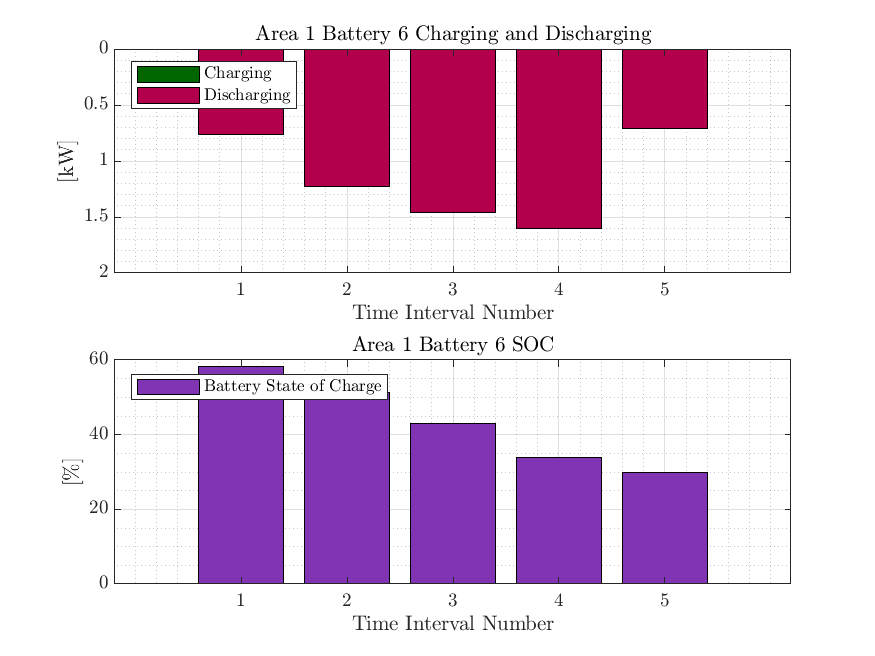 Area 1 Battery 6 Charging and Discharging
0
0.5
1
1.5
2
[kW]
Charging
Discharging
1 2 3 4 5
Time Interval Number
Area 1 Battery 6 SOC
60
40
20
0
[%]
Battery State of Charge
1 2 3 4 5
Time Interval Number